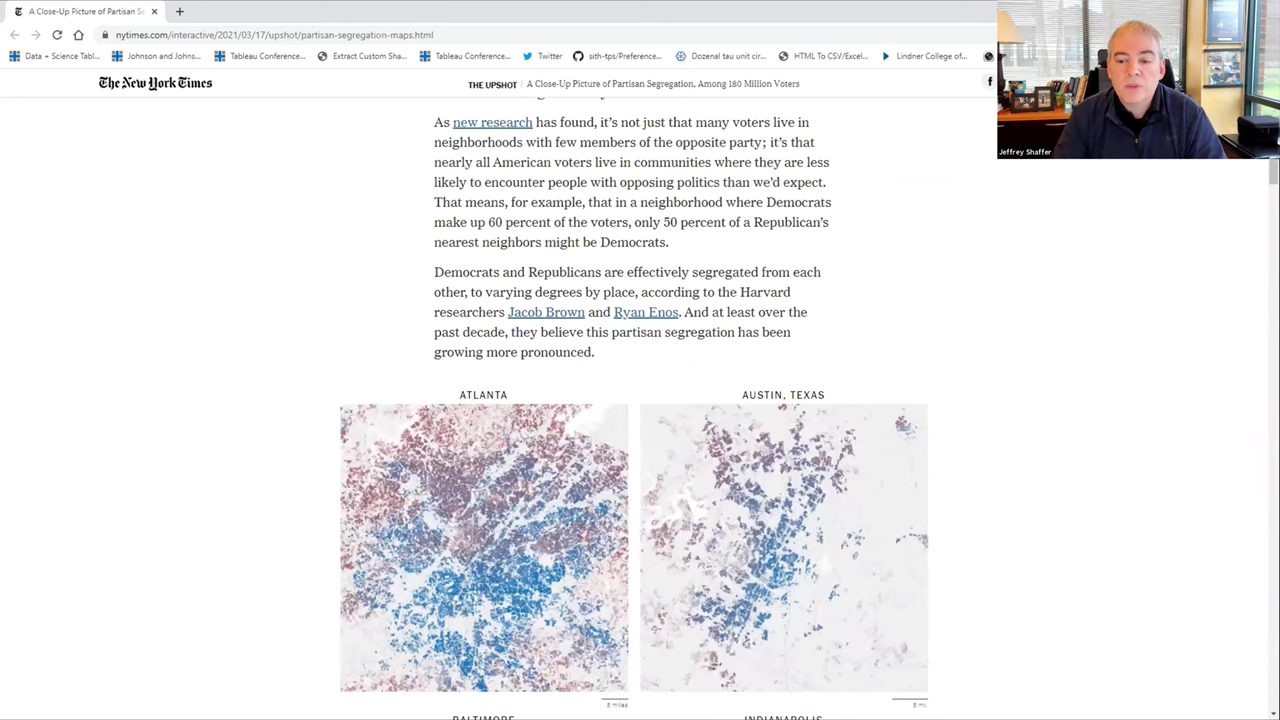 A Close-Up Picture of Partisan Se
nytimes.com/interactive/2021/03/17/upshot/partisan-segregation-maps.html
Data + Science Tabl...
Johnson and Johns...
Tableau Conference...
Extract Custom
Tableau Conference...
Twitter
sith-tps/Preference...
Dozenal tau unit cir...
HTML To CSV/Excel...
Lindner College of...
The New York Times
THE UPSHOT | A Close-Up Picture of Partisan Segregation, Among 180 Million Voters
Jeffrey Shaffer
As new research has found, it's not just that many voters live in
neighborhoods with few members of the opposite party; it's that
nearly all American voters live in communities where they are less
likely to encounter people with opposing politics than we'd expect.
That means, for example, that in a neighborhood where Democrats
make up 60 percent of the voters, only 50 percent of a Republican's
nearest neighbors might be Democrats.
Democrats and Republicans are effectively segregated from each
other, to varying degrees by place, according to the Harvard
researchers Jacob Brown and Ryan Enos. And at least over the
past decade, they believe this partisan segregation has been
growing more pronounced.
ATLANTA
AUSTIN, TEXAS
5 miles
5 mi.
BALTIMORE
INDIANAPOLIS